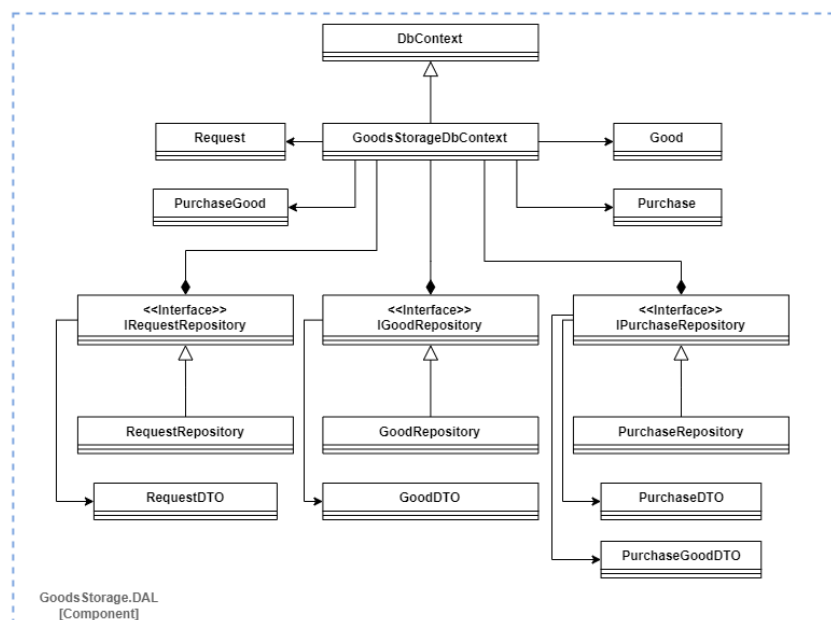 DbContext
Request
GoodsStorageDbContext
Good
PurchaseGood
Purchase
<<Interface>>
IRequestRepository
<<Interface>>
IGoodRepository
<<Interface>>
IPurchaseRepository
RequestRepository
GoodRepository
PurchaseRepository
RequestDTO
GoodDTO
PurchaseDTO
PurchaseGoodDTO
GoodsStorage.DAL
[Component]